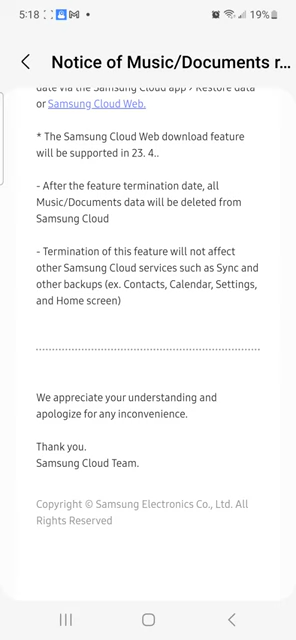 5:18
19%
Notice of Music/Documents r...
date via the Samsung Cloud app > Restore data
or Samsung Cloud Web.
* The Samsung Cloud Web download feature
will be supported in 23. 4..
- After the feature termination date, all
Music/Documents data will be deleted from
Samsung Cloud
- Termination of this feature will not affect
other Samsung Cloud services such as Sync and
other backups (ex. Contacts, Calendar, Settings,
and Home screen)
We appreciate your understanding and
apologize for any inconvenience.
Thank you.
Samsung Cloud Team.
Copyright © Samsung Electronics Co., Ltd. All
Rights Reserved